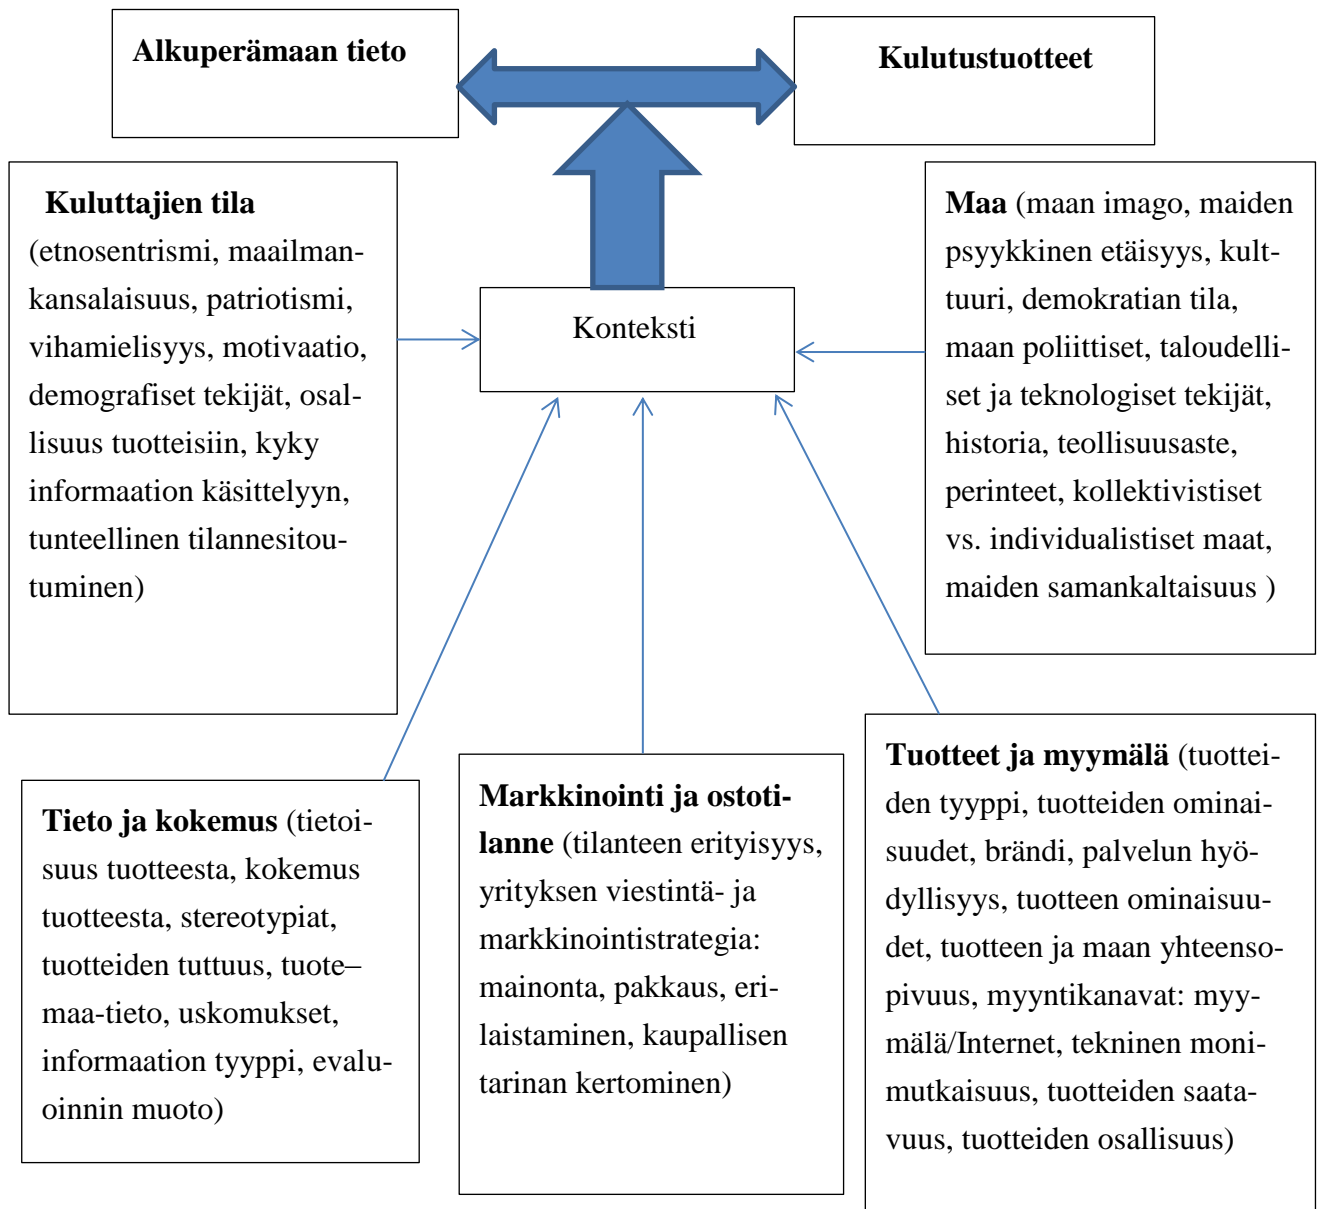 Alkuperämaan tieto
Kulutustuotteet
Kuluttajien tila
(etnosentrismi, maailman-
kansalaisuus, patriotismi,
vihamielisyys, motivaatio,
demografiset tekijät, osal-
lisuus tuotteisiin, kyky
informaation käsittelyyn,
tunteellinen tilannesitou-
tuminen)
Konteksti
Maa (maan imago, maiden
psyykkinen etäisyys, kult-
tuuri, demokratian tila,
maan poliittiset, taloudelli-
set ja teknologiset tekijät,
historia, teollisuusaste,
perinteet, kollektivistiset
vs. individualistiset maat,
maiden samankaltaisuus )
Tieto ja kokemus (tietoi-
suus tuotteesta, kokemus
tuotteesta, stereotypiat,
tuotteiden tuttuus, tuote–
maa-tieto, uskomukset,
informaation tyyppi, evalu-
oinnin muoto)
Markkinointi ja ostoti-
lanne (tilanteen erityisyys,
yrityksen viestintä- ja
markkinointistrategia:
mainonta, pakkaus, eri-
laistaminen, kaupallisen
tarinan kertominen)
Tuotteet ja myymälä (tuottei-
den tyyppi, tuotteiden ominai-
suudet, brändi, palvelun hyö-
dyllisyys, tuotteen ominaisuu-
det, tuotteen ja maan yhteenso-
pivuus, myyntikanavat: myy-
mälä/Internet, tekninen moni-
mutkaisuus, tuotteiden saata-
vuus, tuotteiden osallisuus)